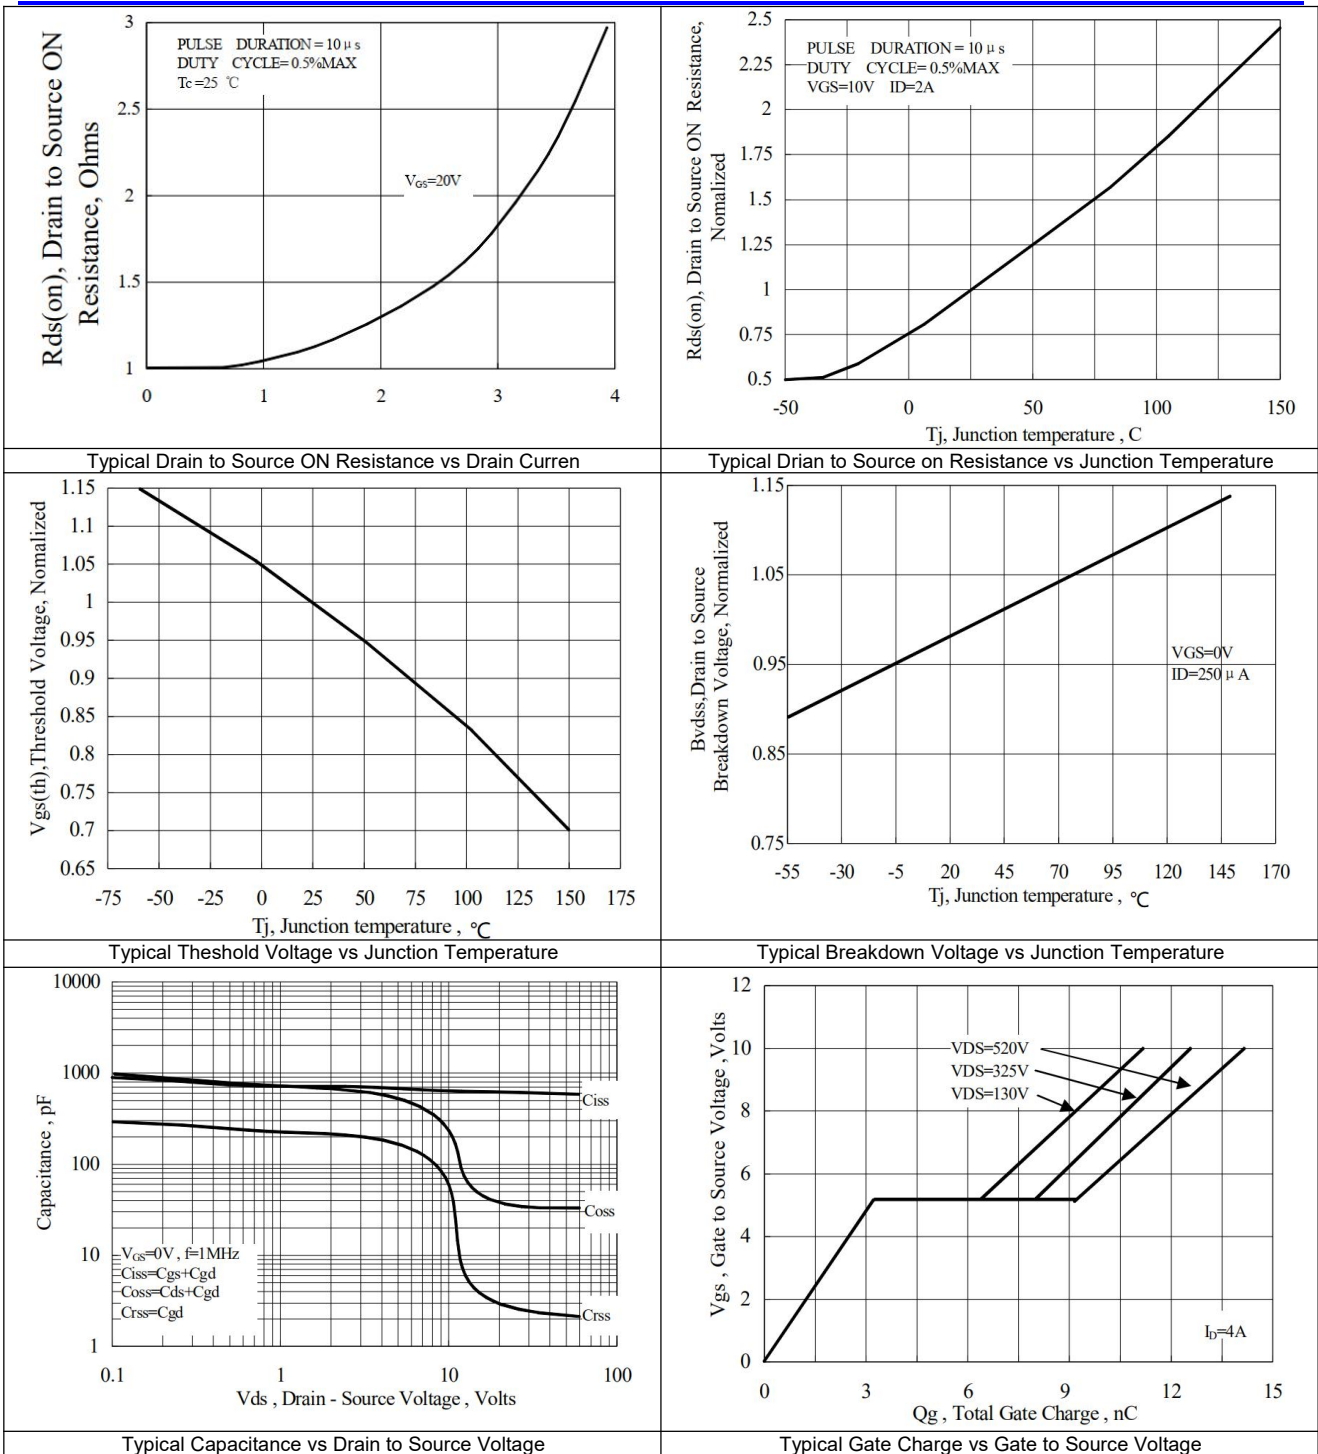 3
2.5
2
1.5
1
0
1
2
3
4
Rds(on), Drain to Source ON
Resistance, Ohms
PULSE DURATION = 10 μ s
DUTY CYCLE= 0.5%MAX
Tc =25 ℃
VGS=20V
Typical Drain to Source ON Resistance vs Drain Curren
2.5
2.25
2
1.75
1.5
1.25
1
0.75
0.5
-50
0
50
100
150
Rds(on), Drain to Source ON Resistance,
Nomalized
PULSE DURATION = 10 μ s
DUTY CYCLE= 0.5%MAX
VGS=10V ID=2A
Tj, Junction temperature , C
Typical Drian to Source on Resistance vs Junction Temperature
1.15
1.1
1.05
1
0.95
0.9
0.85
0.8
0.75
0.7
0.65
-75
-50
-25
0
25
50
75
100
125
150
175
Vgs(th),Threshold Voltage, Nomalized
Tj, Junction temperature , ℃
Typical Theshold Voltage vs Junction Temperature
1.15
1.05
0.95
0.85
0.75
-55
-30
-5
20
45
70
95
120
145
170
Bvdss,Drain to Source
Breakdown Voltage, Normalized
VGS=0V
ID=250 μ A
Tj, Junction temperature , ℃
Typical Breakdown Voltage vs Junction Temperature
10000
1000
100
10
1
0.1
1
10
100
Capacitance , pF
Ciss
Coss
Crss
VGS=0V , f=1MHz
Ciss=Cgs+Cgd
Coss=Cds+Cgd
Crss=Cgd
Vds , Drain - Source Voltage , Volts
Typical Capacitance vs Drain to Source Voltage
12
10
8
6
4
2
0
0
3
6
9
12
15
Vgs , Gate to Source Voltage ,Volts
VDS=520V
VDS=325V
VDS=130V
ID=4A
Qg , Total Gate Charge , nC
Typical Gate Charge vs Gate to Source Voltage